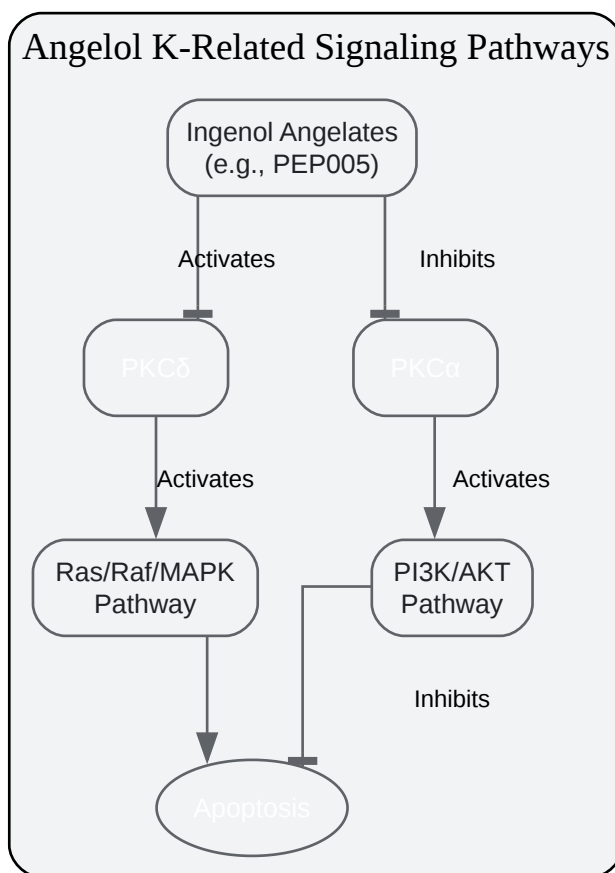 Angelol K-Related Signaling Pathways
Ingenol Angelates
(e.g., PEP005)
Activates
Inhibits
PKCδ
PKCα
Activates
Activates
Ras/Raf/MAPK
Pathway
PI3K/AKT
Pathway
Inhibits
Apoptosis